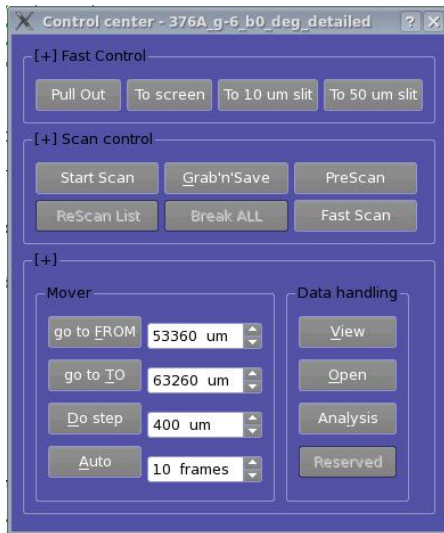 Control center - 376A_g-6_b0_deg_detailed ? X
[+] Fast Control
Pull Out To screen To 10 um slit To 50 um slit
[+] Scan control
Start Scan Grab'n'Save PreScan
ReScan List Break ALL Fast Scan
[+]
Mover Data handling
go to FROM 53360 um View
go to TO 63260 um Open
Do step 400 um Analysis
Auto 10 frames Reserved